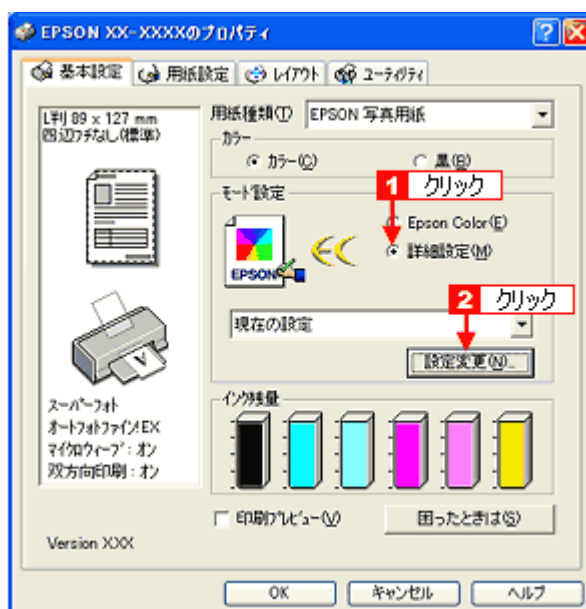 EPSON XX-XXXXのプロパティ
基本設定 用紙設定 レイアウト ユーティリティ
L判 89 x 127 mm
四辺フチなし(標準)
用紙種類(T) EPSON 写真用紙
カラー
カラー(C) 黒(B)
1 クリック
モード設定
Epson Color(E)
詳細設定(M)
EPSON
2 クリック
現在の設定
設定変更(N)...
インク残量
スーパーフォト
オートフォトファイン!EX
マイクロウィーブ : オン
双方向印刷 : オン
印刷プレビュー(V) 困ったときは(S)
Version XXX
OK キャンセル ヘルプ